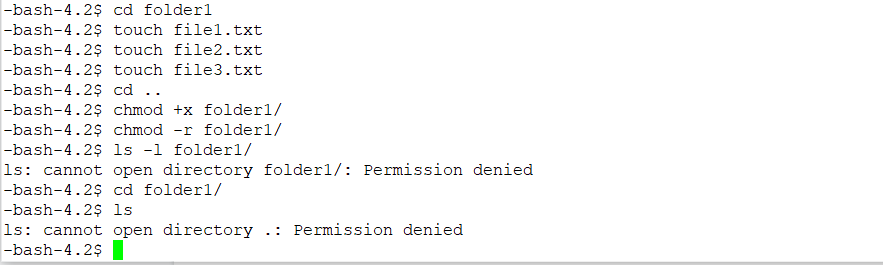 -bash-4.2$ cd folder1
-bash-4.2$ touch file1.txt
-bash-4.2$ touch file2.txt
-bash-4.2$ touch file3.txt
-bash-4.2$ cd ..
-bash-4.2$ chmod +x folder1/
-bash-4.2$ chmod -r folder1/
-bash-4.2$ ls -l folder1/
ls: cannot open directory folder1/: Permission denied
-bash-4.2$ cd folder1/
-bash-4.2$ ls
ls: cannot open directory .: Permission denied
-bash-4.2$